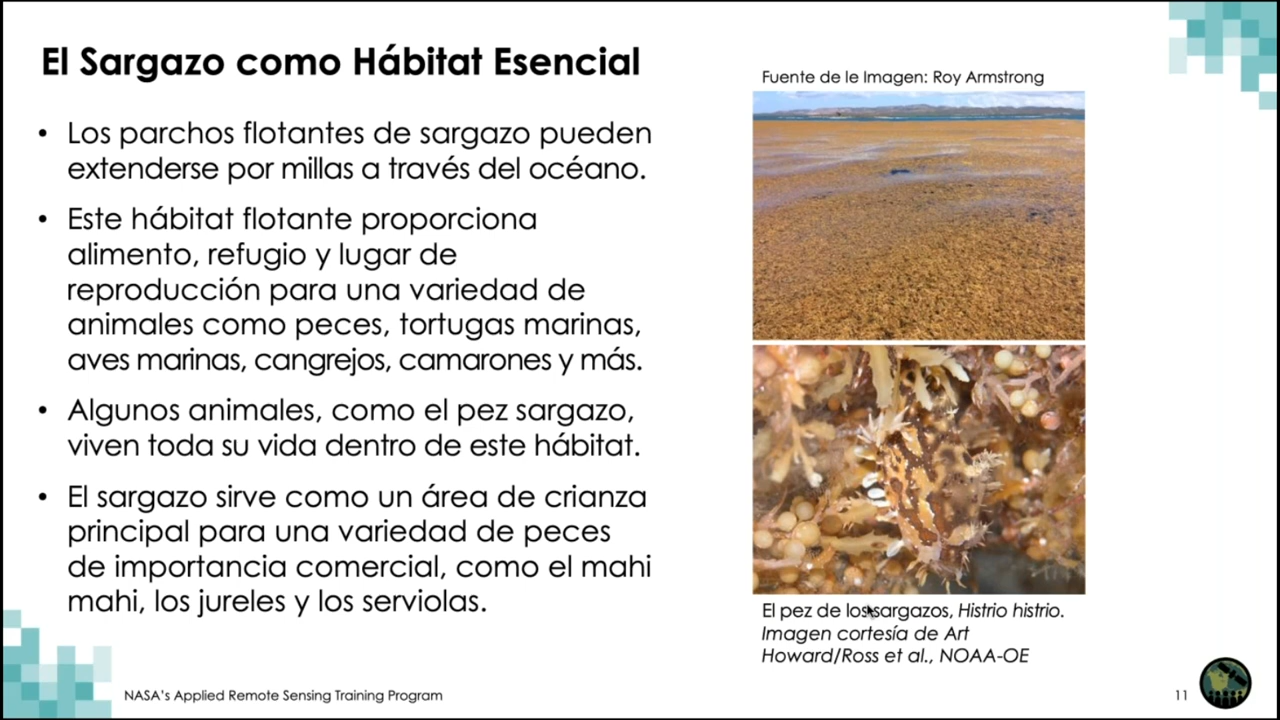 El Sargazo como Hábitat Esencial
• Los parchos flotantes de sargazo pueden
extenderse por millas a través del océano.
• Este hábitat flotante proporciona
alimento, refugio y lugar de
reproducción para una variedad de
animales como peces, tortugas marinas,
aves marinas, cangrejos, camarones y más.
• Algunos animales, como el pez sargazo,
viven toda su vida dentro de este hábitat.
• El sargazo sirve como un área de crianza
principal para una variedad de peces
de importancia comercial, como el mahi
mahi, los jureles y los serviolas.
Fuente de le Imagen: Roy Armstrong
El pez de los sargazos, Histrio histrio.
Imagen cortesía de Art
Howard/Ross et al., NOAA-OE
NASA's Applied Remote Sensing Training Program
11